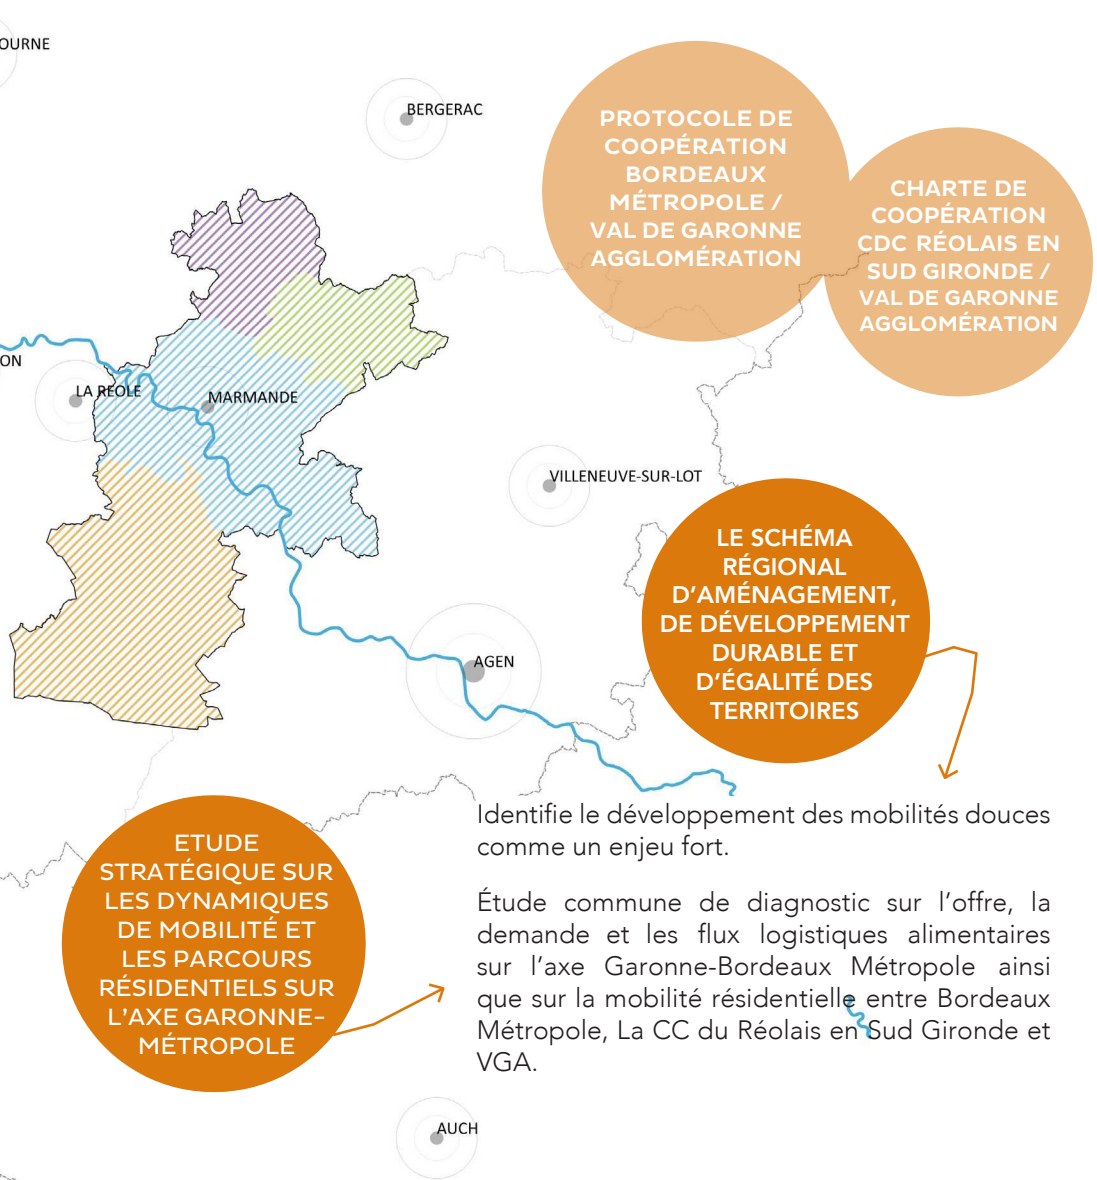 OURNE
BERGERAC
PROTOCOLE DE
COOPÉRATION
BORDEAUX
MÉTROPOLE /
VAL DE GARONNE
AGGLOMÉRATION
CHARTE DE
COOPÉRATION
CDC RÉOLAIS EN
SUD GIRONDE /
VAL DE GARONNE
AGGLOMÉRATION
ON
LA REOLE
MARMANDE
VILLENEUVE-SUR-LOT
LE SCHÉMA
RÉGIONAL
D’AMÉNAGEMENT,
DE DÉVELOPPEMENT
DURABLE ET
D’ÉGALITÉ DES
TERRITOIRES
AGEN
Identifie le développement des mobilités douces
comme un enjeu fort.
ETUDE
STRATÉGIQUE SUR
LES DYNAMIQUES
DE MOBILITÉ ET
LES PARCOURS
RÉSIDENTIELS SUR
L’AXE GARONNE-
MÉTROPOLE
Étude commune de diagnostic sur l’offre, la
demande et les flux logistiques alimentaires
sur l’axe Garonne-Bordeaux Métropole ainsi
que sur la mobilité résidentielle entre Bordeaux
Métropole, La CC du Réolais en Sud Gironde et
VGA.
AUCH